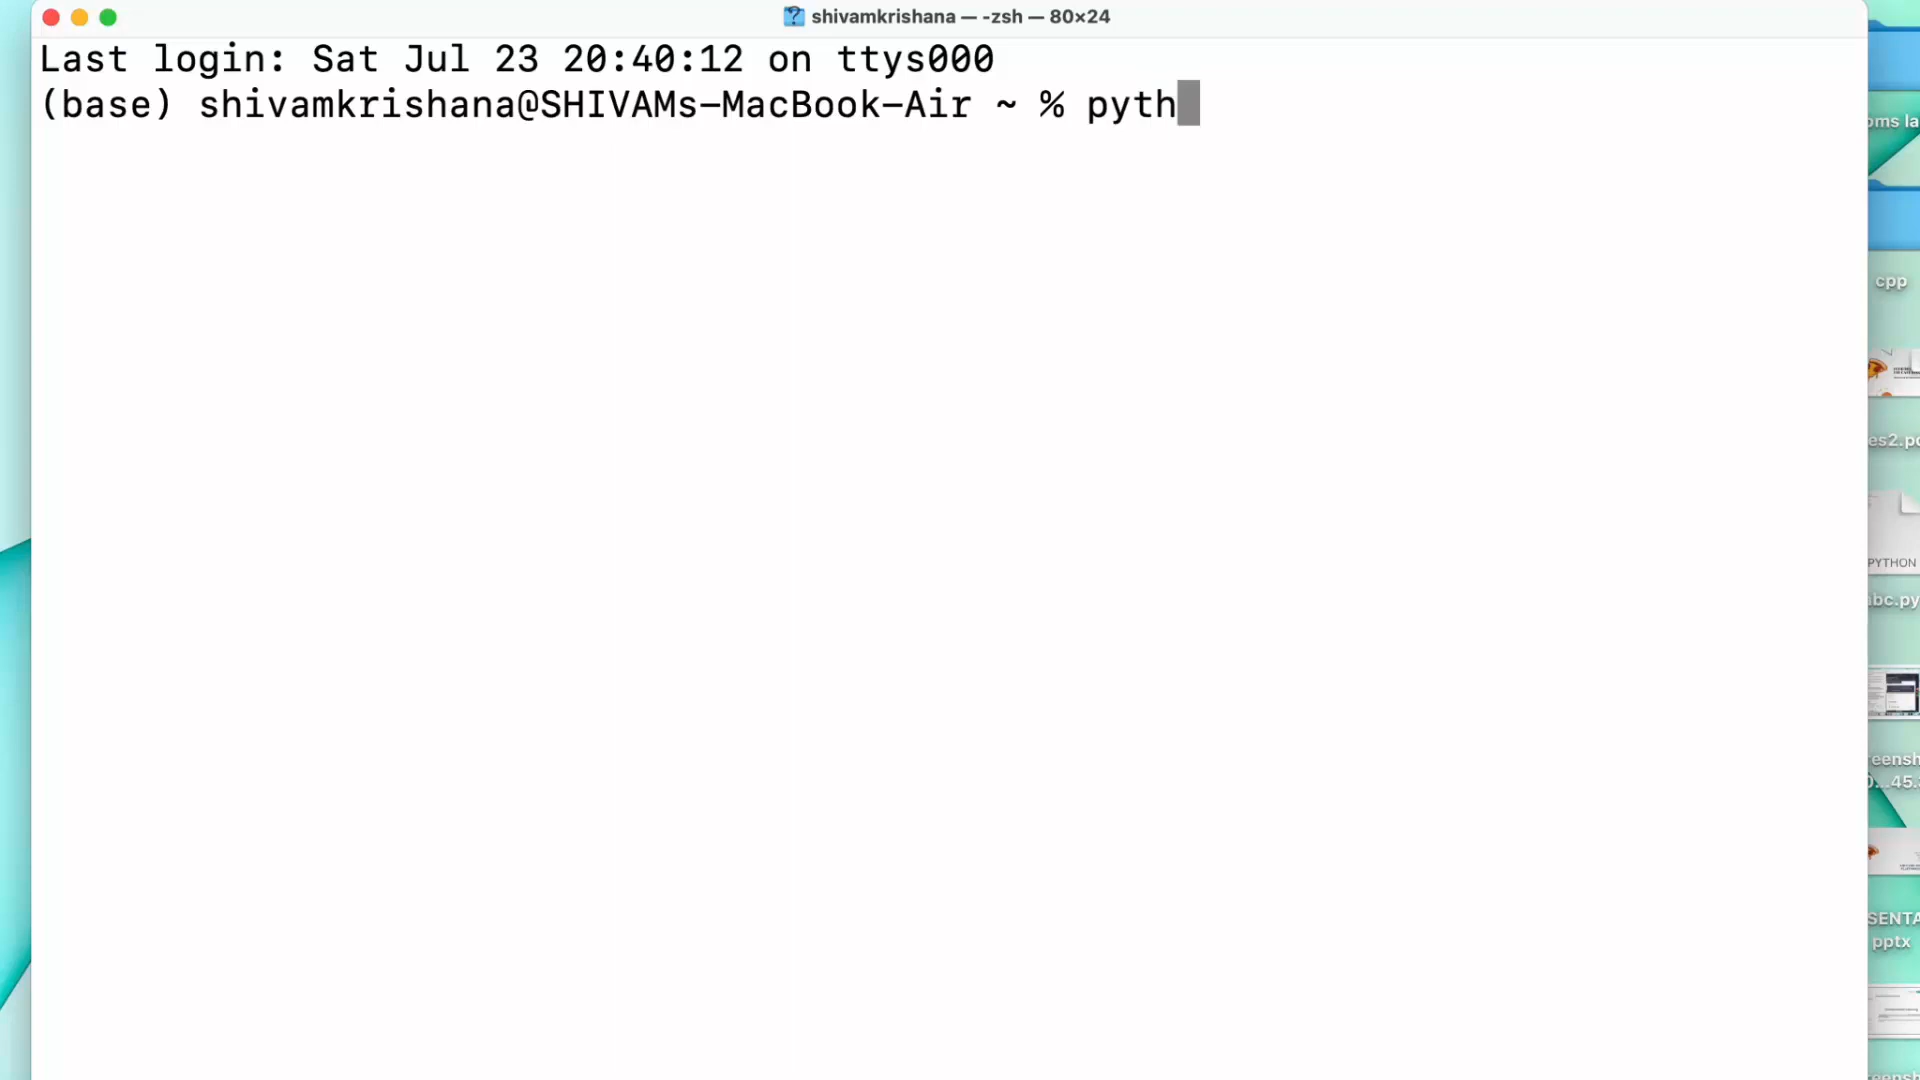 shivamkrishana — -zsh — 80×24
Last login: Sat Jul 23 20:40:12 on ttys000
(base) shivamkrishana@SHIVAMs-MacBook-Air ~ % pyth
cpp
PYTHON
pptx